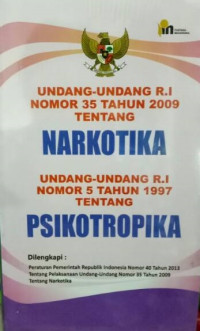 UNDANG-UNDANG R.I
NOMOR 35 TAHUN 2009
TENTANG
NARKOTIKA
UNDANG-UNDANG R.I
NOMOR 5 TAHUN 1997
TENTANG
PSIKOTROPIKA
Dilengkapi :
Peraturan Pemerintah Republik Indonesia Nomor 40 Tahun 2013
Tentang Pelaksanaan Undang-Undang Nomor 35 Tahun 2009
Tentang Narkotika